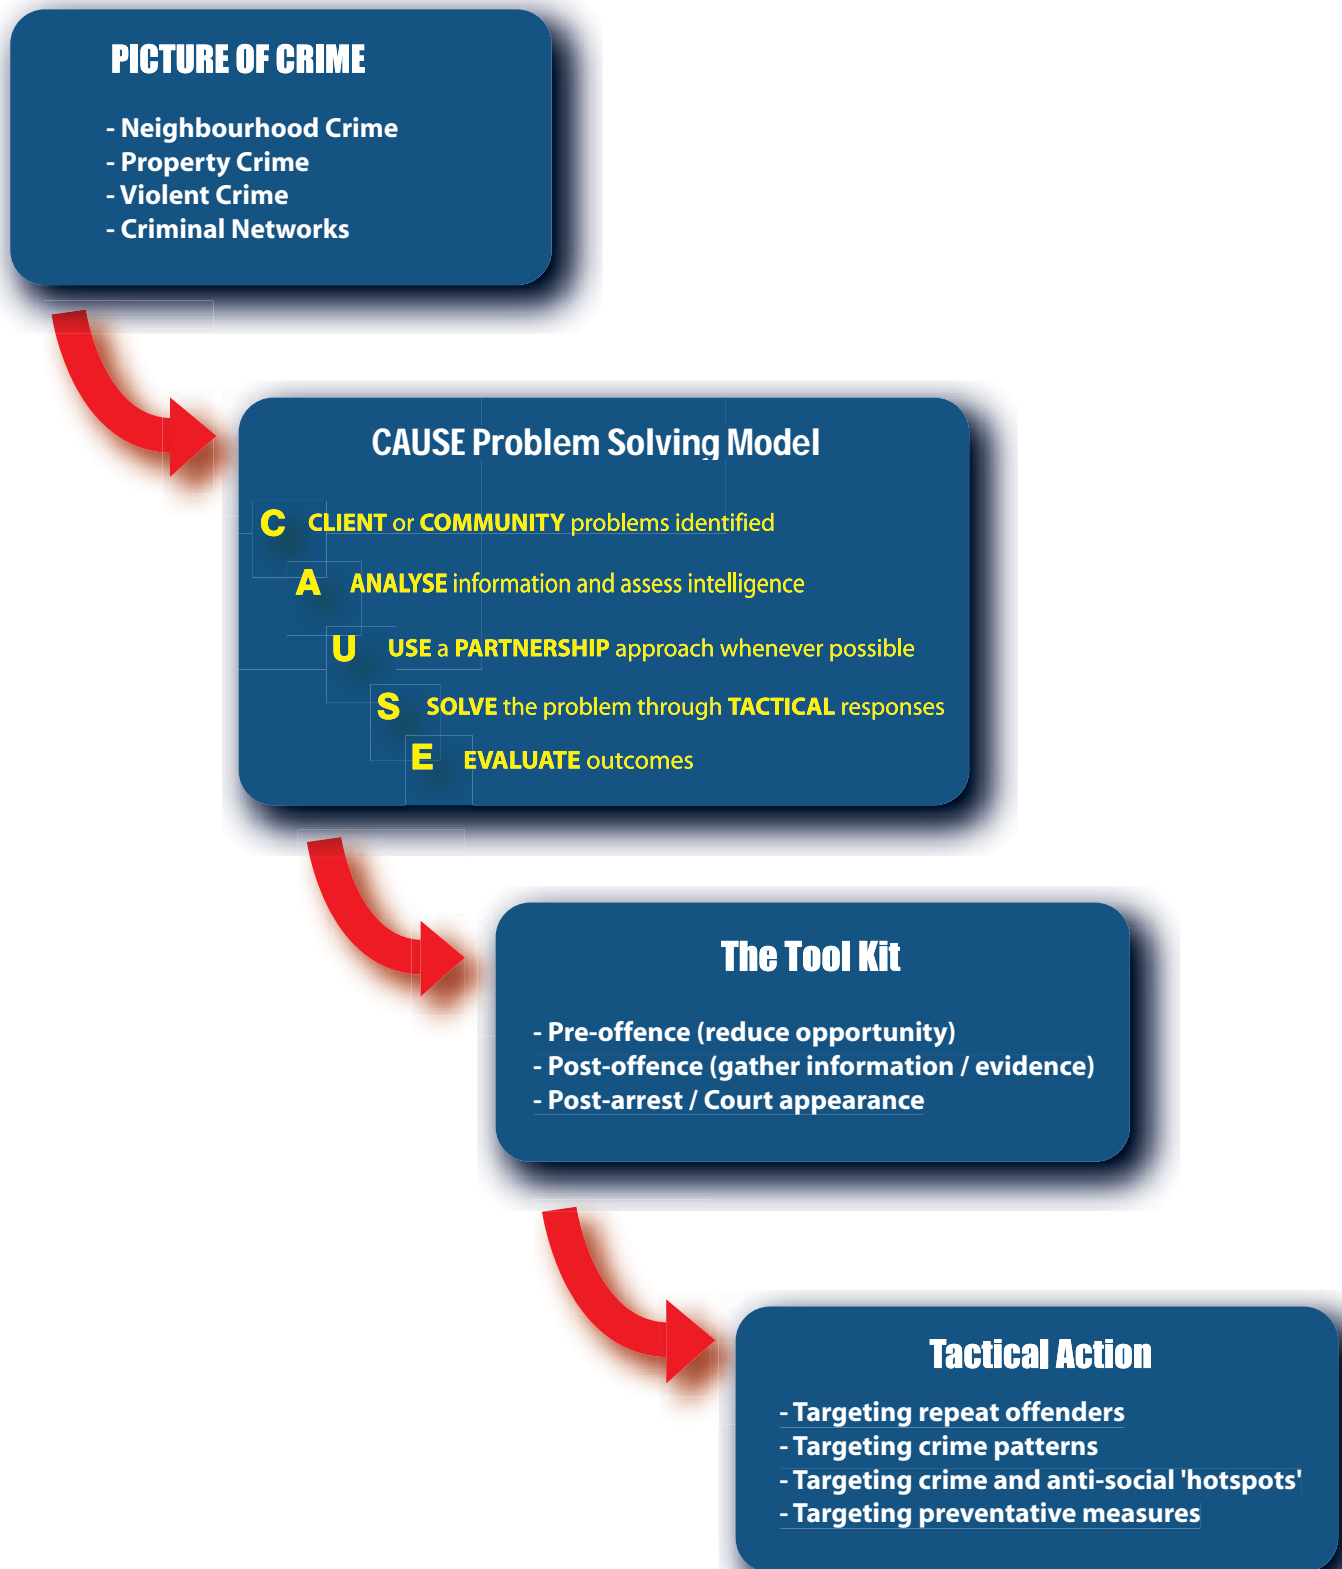 PICTURE OF CRIME
- Neighbourhood Crime
- Property Crime
- Violent Crime
- Criminal Networks
CAUSE Problem Solving Model
C CLIENT or COMMUNITY problems identified
A ANALYSE information and assess intelligence
U USE a PARTNERSHIP approach whenever possible
S SOLVE the problem through TACTICAL responses
E EVALUATE outcomes
The Tool Kit
- Pre-offence (reduce opportunity)
- Post-offence (gather information / evidence)
- Post-arrest / Court appearance
Tactical Action
- Targeting repeat offenders
- Targeting crime patterns
- Targeting crime and anti-social 'hotspots'
- Targeting preventative measures